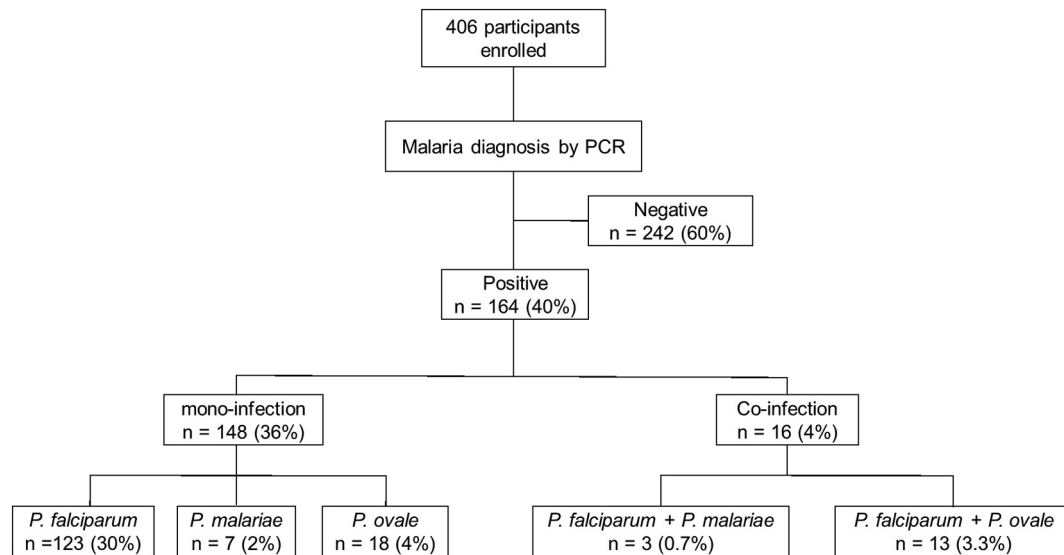 406 participants
enrolled
Malaria diagnosis by PCR
Negative
n = 242 (60%)
Positive
n = 164 (40%)
mono-infection
n = 148 (36%)
Co-infection
n = 16 (4%)
P. falciparum
n =123 (30%)
P. malariae
n = 7 (2%)
P. ovale
n = 18 (4%)
P. falciparum + P. malariae
n = 3 (0.7%)
P. falciparum + P. ovale
n = 13 (3.3%)